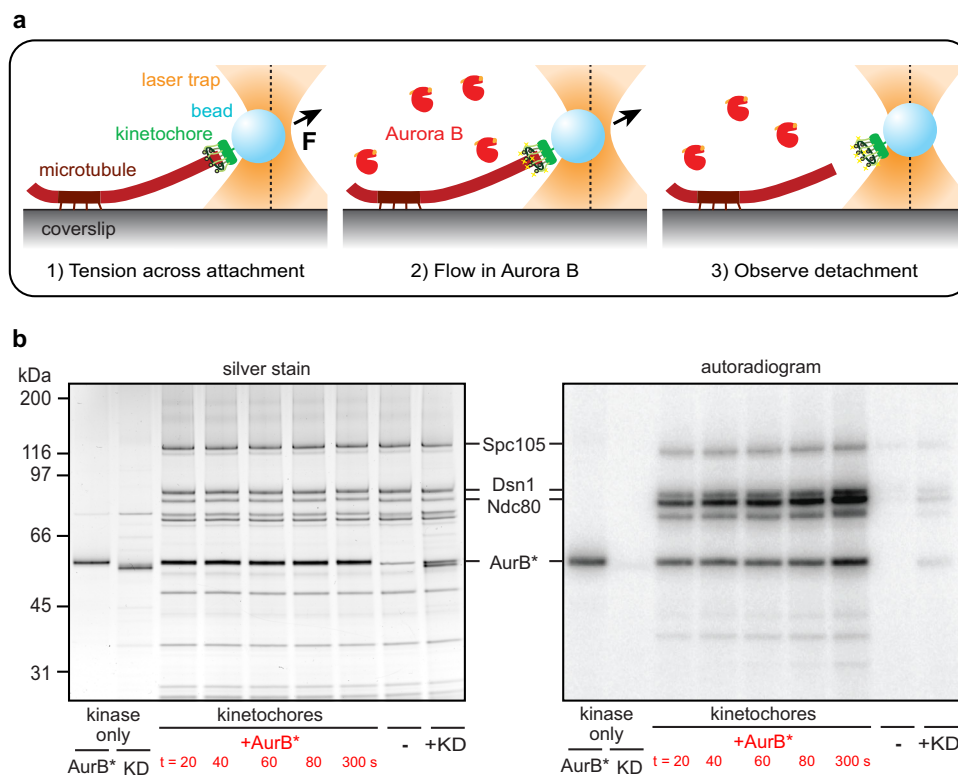 a
laser trap
bead
kinetochore
microtubule
coverslip
F
Aurora B
1) Tension across attachment
2) Flow in Aurora B
3) Observe detachment
b
silver stain
autoradiogram
kDa
200
116
97
66
45
31
Spc105
Dsn1
Ndc80
AurB*
kinase only
AurB* KD
kinetochores
+AurB*
t = 20 40 60 80 300 s
-
+KD
kinase only
AurB* KD
kinetochores
+AurB*
t = 20 40 60 80 300 s
-
+KD